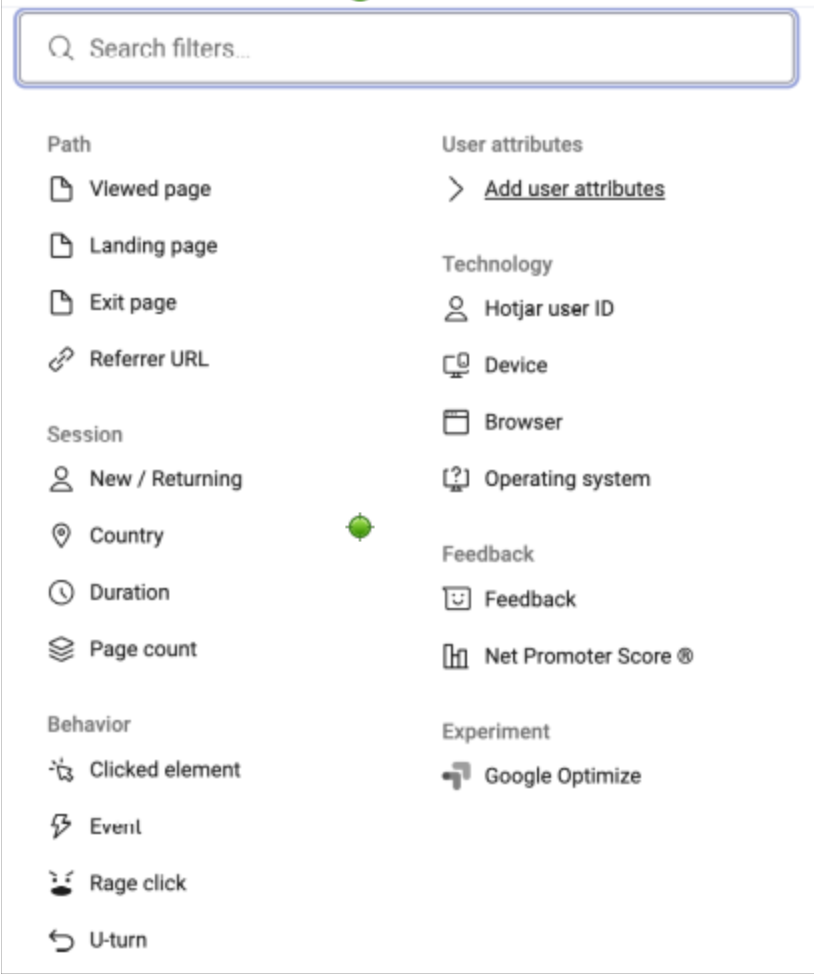 Search filters...
Path
Viewed page
Landing page
Exit page
Referrer URL
Session
New / Returning
Country
Duration
Page count
Behavior
Clicked element
Event
Rage click
U-turn
User attributes
Add user attributes
Technology
Hotjar user ID
Device
Browser
Operating system
Feedback
Feedback
Net Promoter Score ®
Experiment
Google Optimize